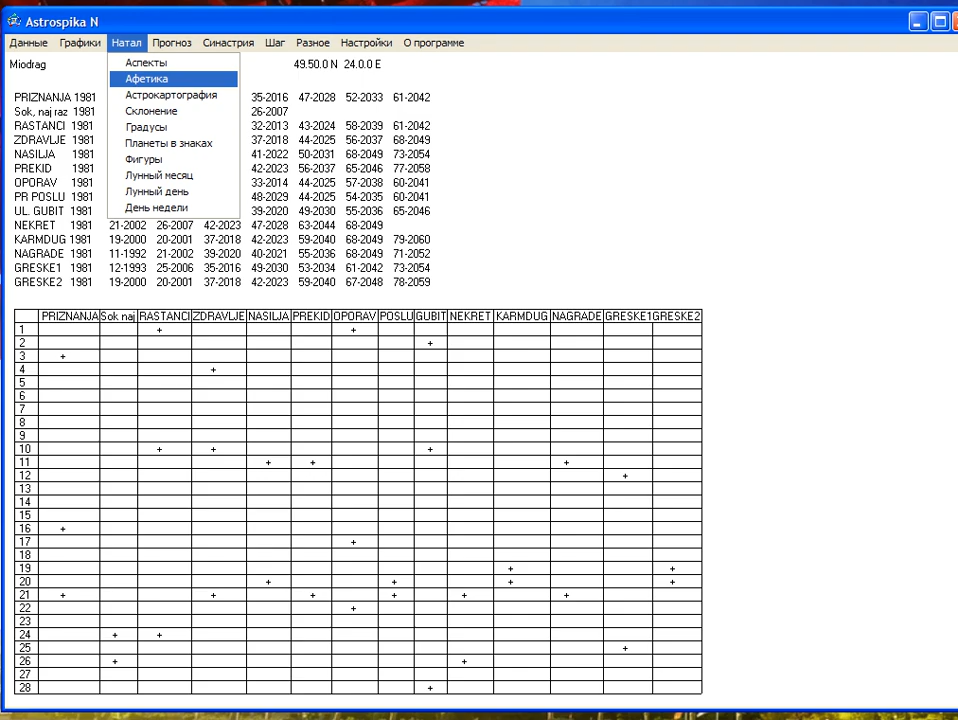 Astrospika N
Данные Графики Натал Прогноз Синастрия Шаг Разное Настройки О программе
Miodrag 49.50.0 N 24.0.0 E
Аспекты
Афетика
Астрокартография
Склонение
Градусы
Планеты в знаках
Фигуры
Лунный месяц
Лунный день
День недели
PRIZNANJA 1981 35-2016 47-2028 52-2033 61-2042
Sok, naj raz 1981 26-2007
RASTANCI 1981 32-2013 43-2024 58-2039 61-2042
ZDRAVLJE 1981 37-2018 44-2025 56-2037 68-2049
NASILJA 1981 41-2022 50-2031 68-2049 73-2054
PREKID 1981 42-2023 56-2037 65-2046 77-2058
OPORAV 1981 33-2014 44-2025 57-2038 60-2041
PR POSLU 1981 48-2029 44-2025 54-2035 60-2041
UL. GUBIT 1981 39-2020 49-2030 55-2036 65-2046
NEKRET 1981 21-2002 26-2007 42-2023 47-2028 63-2044 68-2049
KARMDUG 1981 19-2000 20-2001 37-2018 42-2023 59-2040 68-2049 79-2060
NAGRADE 1981 11-1992 21-2002 39-2020 40-2021 55-2036 68-2049 71-2052
GRESKE1 1981 12-1993 25-2006 35-2016 49-2030 53-2034 61-2042 73-2054
GRESKE2 1981 19-2000 20-2001 37-2018 42-2023 59-2040 67-2048 78-2059
PRIZNANJA Sok naj RASTANCI ZDRAVLJE NASILJA PREKID OPORAV POSLU GUBIT NEKRET KARMDUG NAGRADE GRESKE1 GRESKE2
1 + +
2 +
3 +
4 +
5
6
7
8
9
10 + + +
11 + + +
12 +
13
14
15
16 +
17 +
18
19 + +
20 + + + +
21 + + + + + +
22 +
23
24 + +
25 +
26 + +
27
28 +